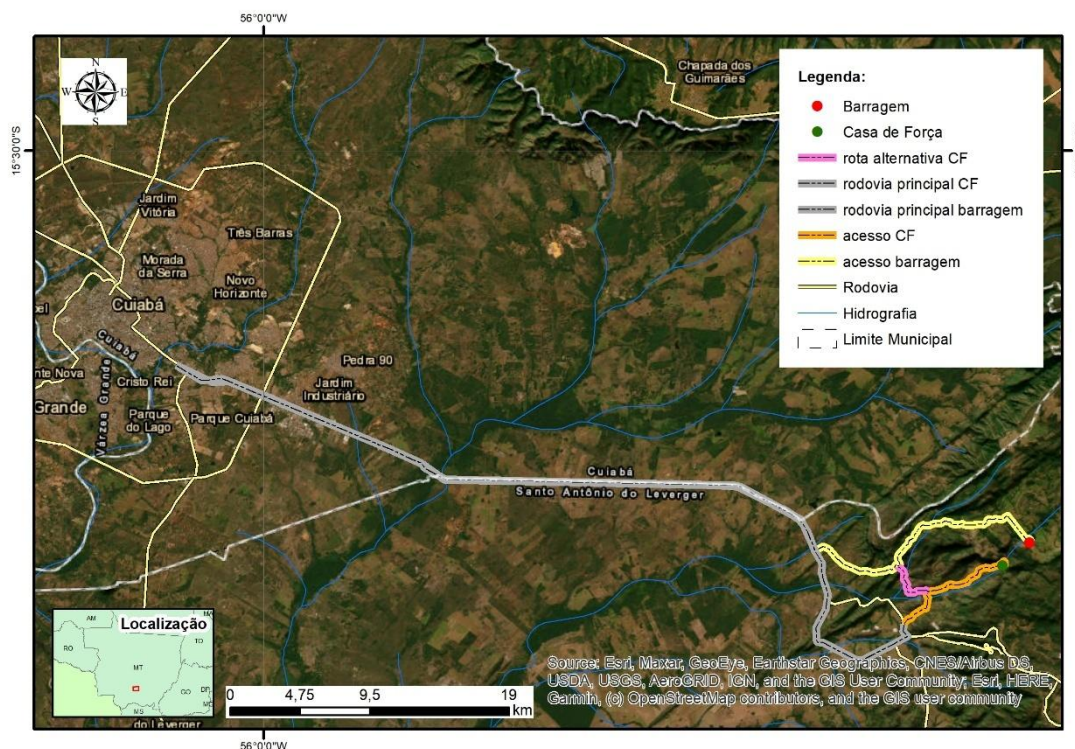 56°0'0"W
N
W
E
S
15°30'0"S
Chapada dos
Guimarães
Legenda:
Barragem
Casa de Força
rota alternativa CF
rodovia principal CF
rodovia principal barragem
acesso CF
acesso barragem
Rodovia
Hidrografia
Limite Municipal
Jardim
Vitória
Três Barras
Morada
da Serra
Novo
Horizonte
Cuiabá
Cuiabá
Pedra 90
nte Nova
Cristo Rei
Jardim
Industriário
Grande
Várzea Grande
Parque
do Lago
Parque Cuiabá
Cuiabá
Santo Antônio do Leverger
Localização
AM
RO
MT
TO
GO
DF
MS
do Leverger
0 4,75 9,5 19
km
Source: Esri, Maxar, GeoEye, Earthstar Geographics, CNES/Airbus DS,
USDA, USGS, AeroGRID, IGN, and the GIS User Community; Esri, HERE,
Garmin, (c) OpenStreetMap contributors, and the GIS user community
56°0'0"W